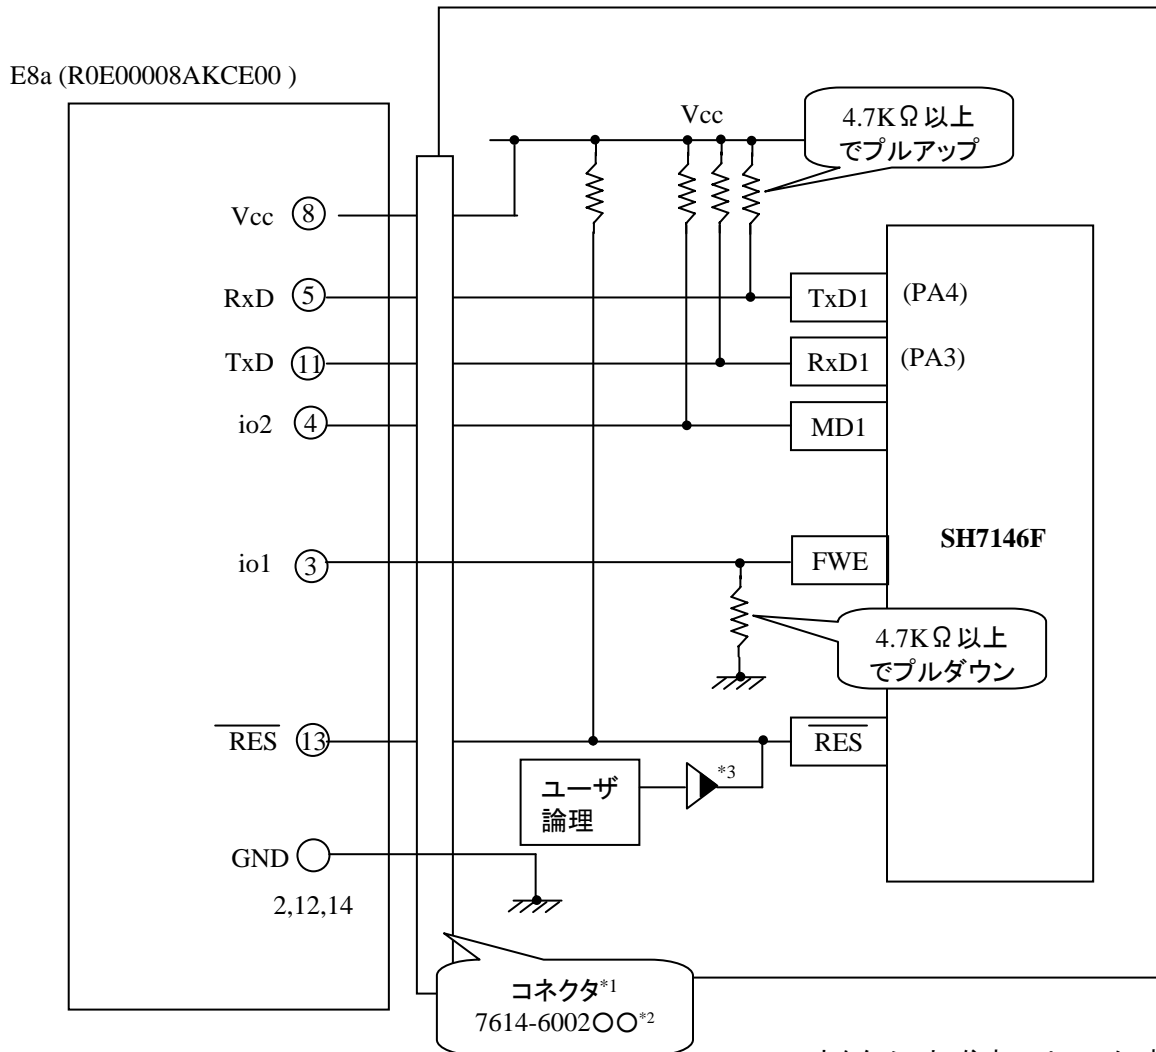 E8a (R0E00008AKCE00 )
Vcc
4.7KΩ以上
でプルアップ
Vcc 8
RxD 5
TxD1 (PA4)
TxD 11
RxD1 (PA3)
io2 4
MD1
SH7146F
io1 3
FWE
4.7KΩ以上
でプルダウン
RES 13
RES
ユーザ
論理
*3
GND
2,12,14
コネクタ*1
7614-6002〇〇*2